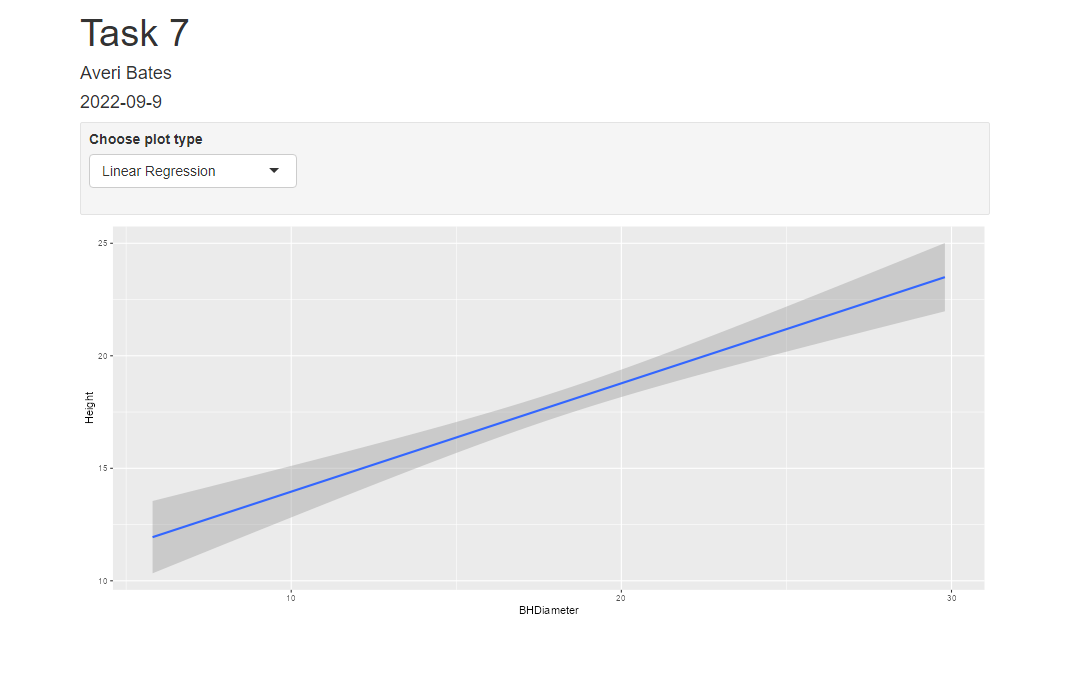 Task 7
Averi Bates
2022-09-9
Choose plot type
Linear Regression
25
20
15
10
Height
10 20 30
BHDiameter